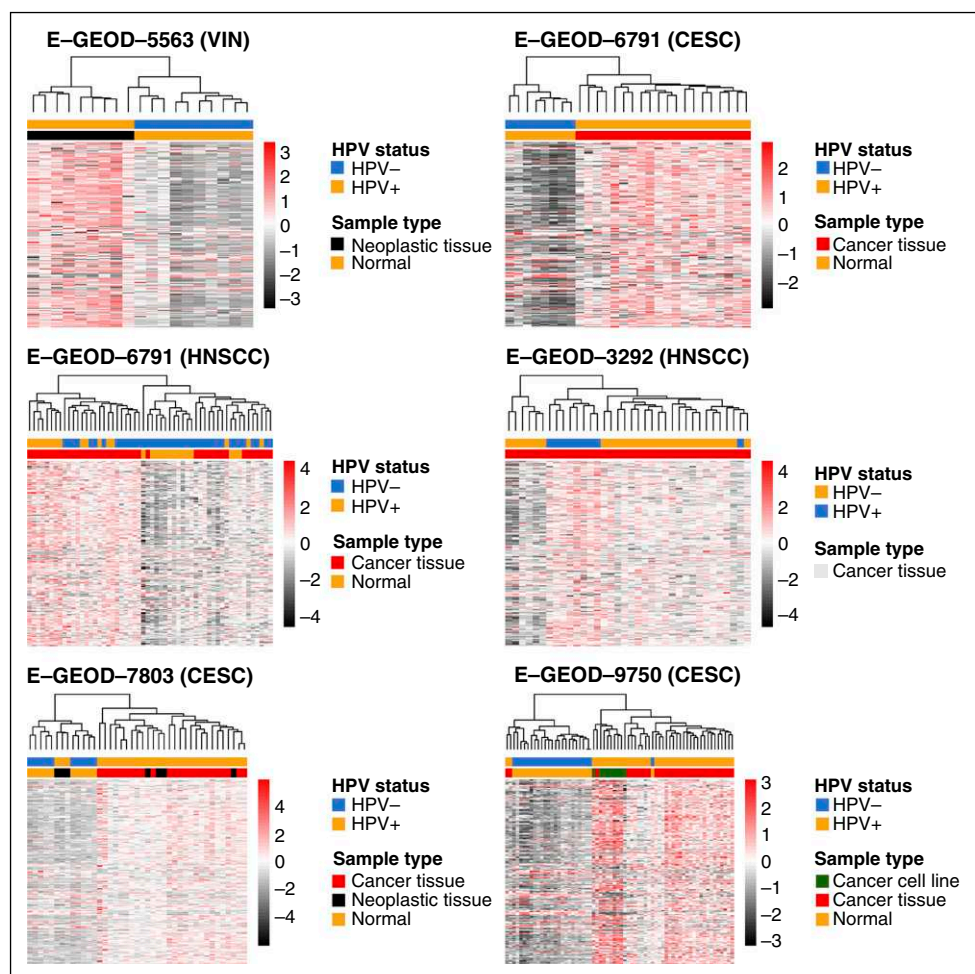 E–GEOD–5563 (VIN)
3
2
1
0
−1
−2
−3
HPV status
HPV−
HPV+
Sample type
Neoplastic tissue
Normal
E–GEOD–6791 (CESC)
2
1
0
−1
−2
HPV status
HPV−
HPV+
Sample type
Cancer tissue
Normal
E–GEOD–6791 (HNSCC)
4
2
0
−2
−4
HPV status
HPV−
HPV+
Sample type
Cancer tissue
Normal
E–GEOD–3292 (HNSCC)
4
2
0
−2
−4
HPV status
HPV−
HPV+
Sample type
Cancer tissue
E–GEOD–7803 (CESC)
4
2
0
−2
−4
HPV status
HPV−
HPV+
Sample type
Cancer tissue
Neoplastic tissue
Normal
E–GEOD–9750 (CESC)
3
2
1
0
−1
−2
−3
HPV status
HPV−
HPV+
Sample type
Cancer cell line
Cancer tissue
Normal